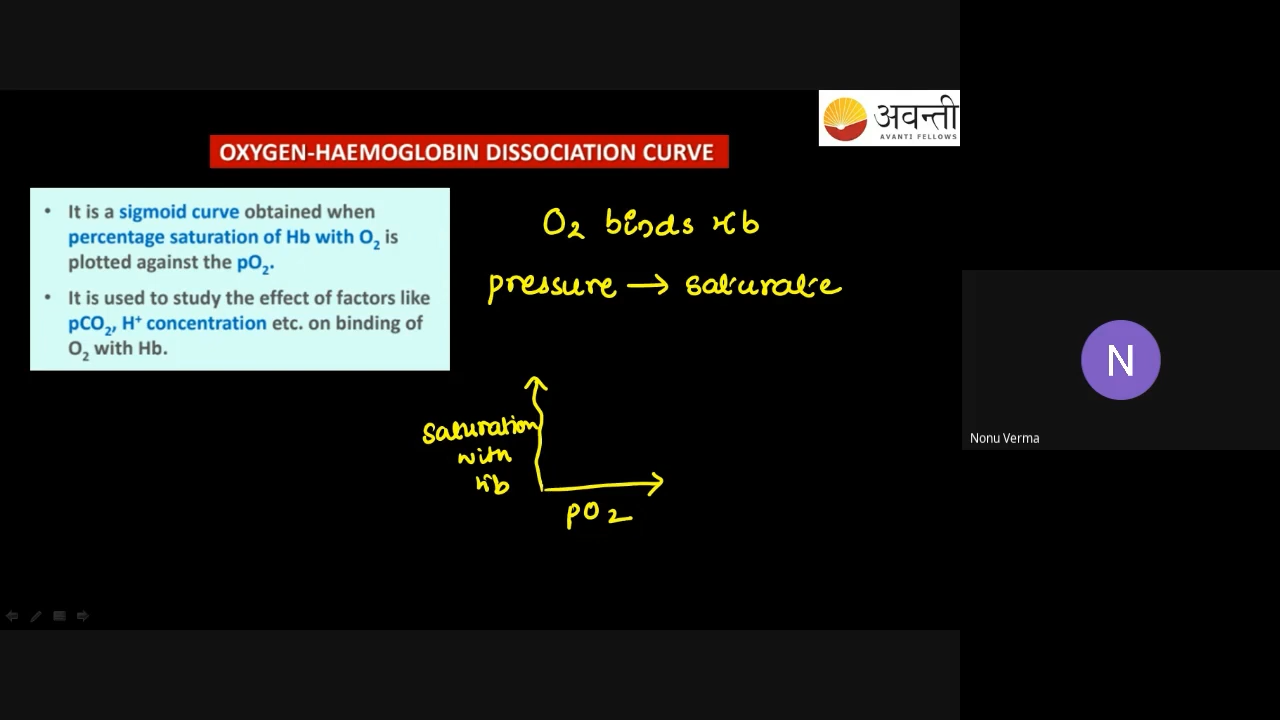 अवन्ती
AVANTI FELLOWS
OXYGEN-HAEMOGLOBIN DISSOCIATION CURVE
• It is a sigmoid curve obtained when
percentage saturation of Hb with O₂ is
plotted against the pO₂.
• It is used to study the effect of factors like
pCO₂, H⁺ concentration etc. on binding of
O₂ with Hb.
O₂ binds Hb
pressure → saturate
saturation
with
Hb
pO₂
N
Nonu Verma